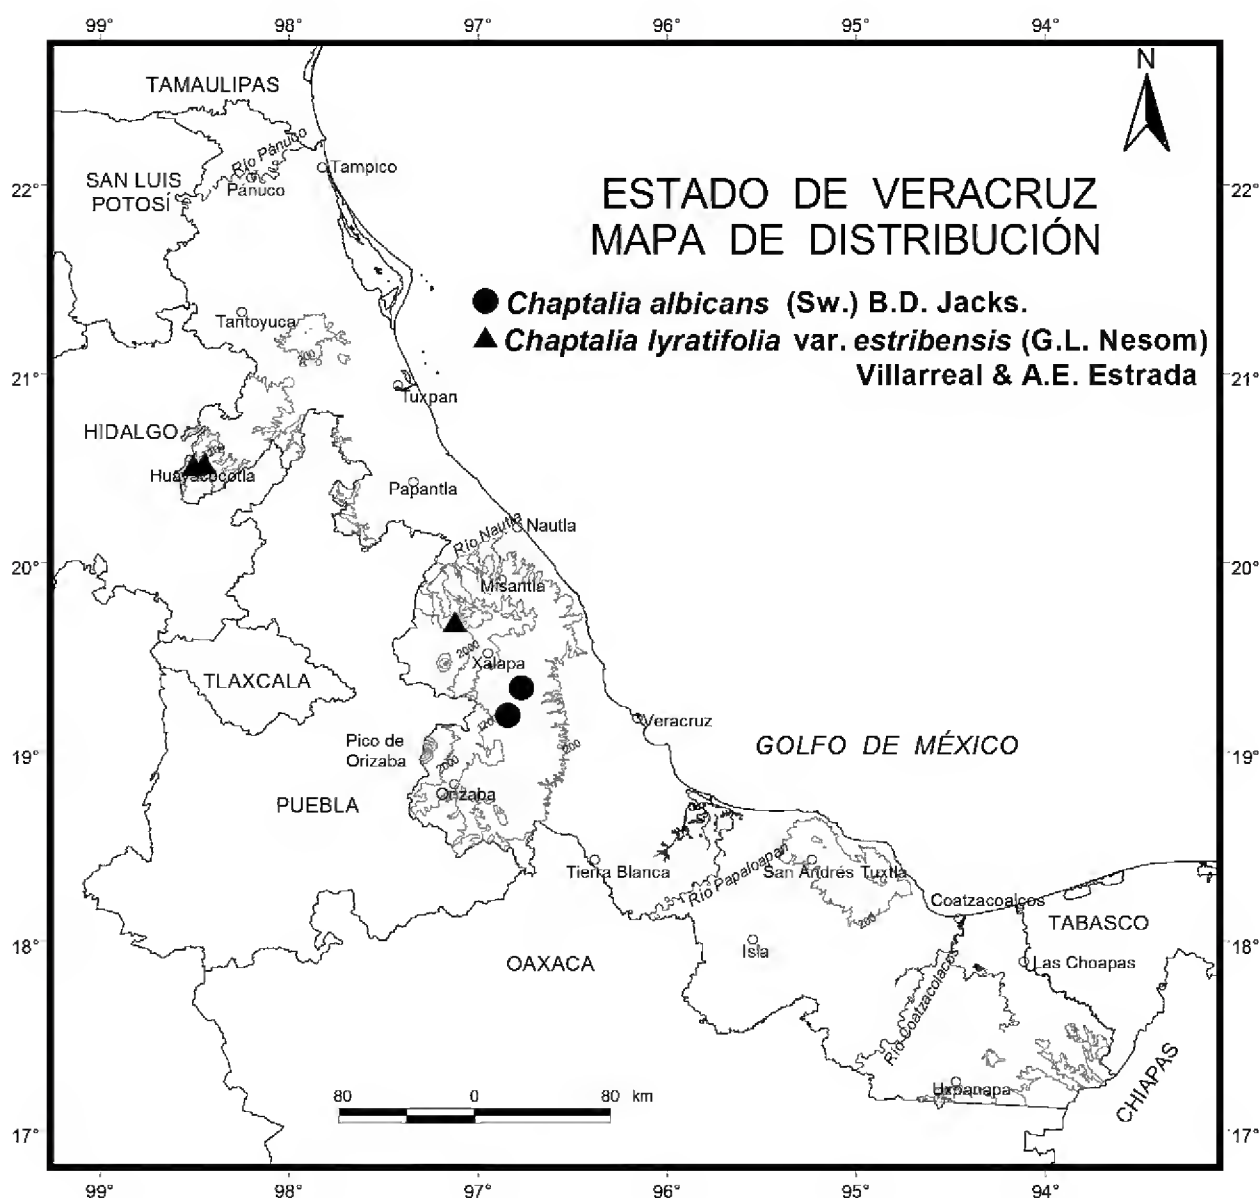 99° 98° 97° 96° 95° 94°
N
TAMAULIPAS
Río Pánuco
Tampico
SAN LUIS
POTOSÍ
Pánuco
22° 22°
ESTADO DE VERACRUZ
MAPA DE DISTRIBUCIÓN
Chaptalia albicans (Sw.) B.D. Jacks.
Chaptalia lyratifolia var. estribensis (G.L. Nesom)
Villarreal & A.E. Estrada
Tantoyuca
200
21° 21°
Tuxpan
HIDALGO
Huayacocotla
Papantla
Río Nautla
Nautla
20° 20°
Misantla
2000
Xalapa
TLAXCALA
Veracruz
GOLFO DE MÉXICO
Pico de
Orizaba
19° 19°
2000
Orizaba
PUEBLA
Tierra Blanca
Río Papaloapan
San Andrés Tuxtla
200
Coatzacoalcos
TABASCO
18° 18°
Isla
OAXACA
Las Choapas
Río Coatzacoalcos
Uxpanapa
CHIAPAS
80 0 80 km
17° 17°
99° 98° 97° 96° 95° 94°